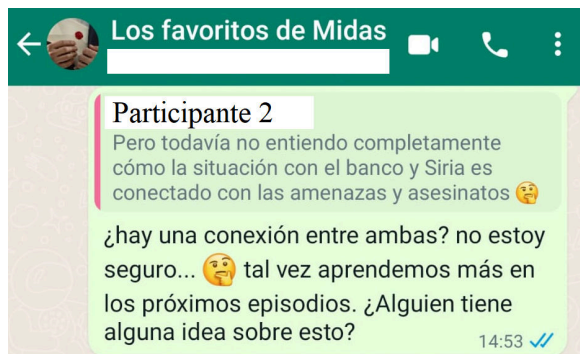 Los favoritos de Midas
Participante 2
Pero todavía no entiendo completamente
cómo la situación con el banco y Siria es
conectado con las amenazas y asesinatos 🤔
¿hay una conexión entre ambas? no estoy
seguro... 🤔 tal vez aprendemos más en
los próximos episodios. ¿Alguien tiene
alguna idea sobre esto?
14:53